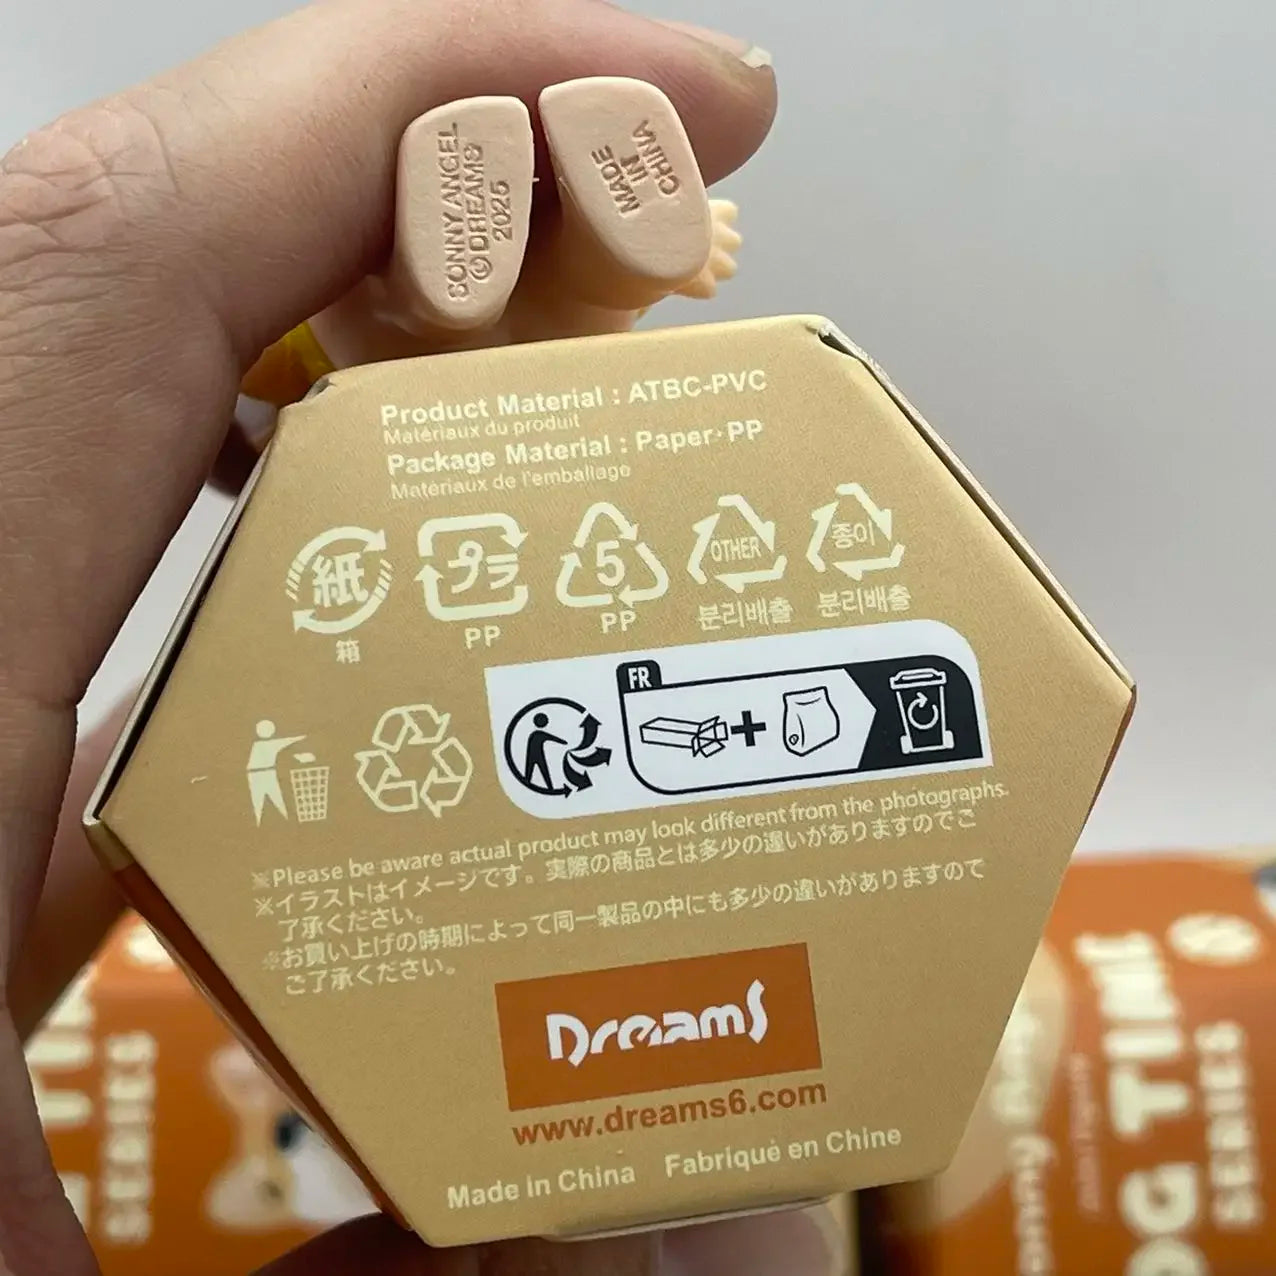 SONNY ANGEL
©DREAMS
2025
MADE
IN
CHINA
Product Material : ATBC-PVC
Matériaux du produit
Package Material : Paper・PP
Matériaux de l'emballage
紙
プラ
5
OTHER
종이
箱
PP
PP
분리배출
분리배출
FR
※Please be aware actual product may look different from the photographs.
※イラストはイメージです。実際の商品とは多少の違いがありますのでご
了承ください。
※お買い上げの時期によって同一製品の中にも多少の違いがありますので
ご了承ください。
Dreams
www.dreams6.com
Made in China Fabriqué en Chine
SERIES
TIME
SERIES